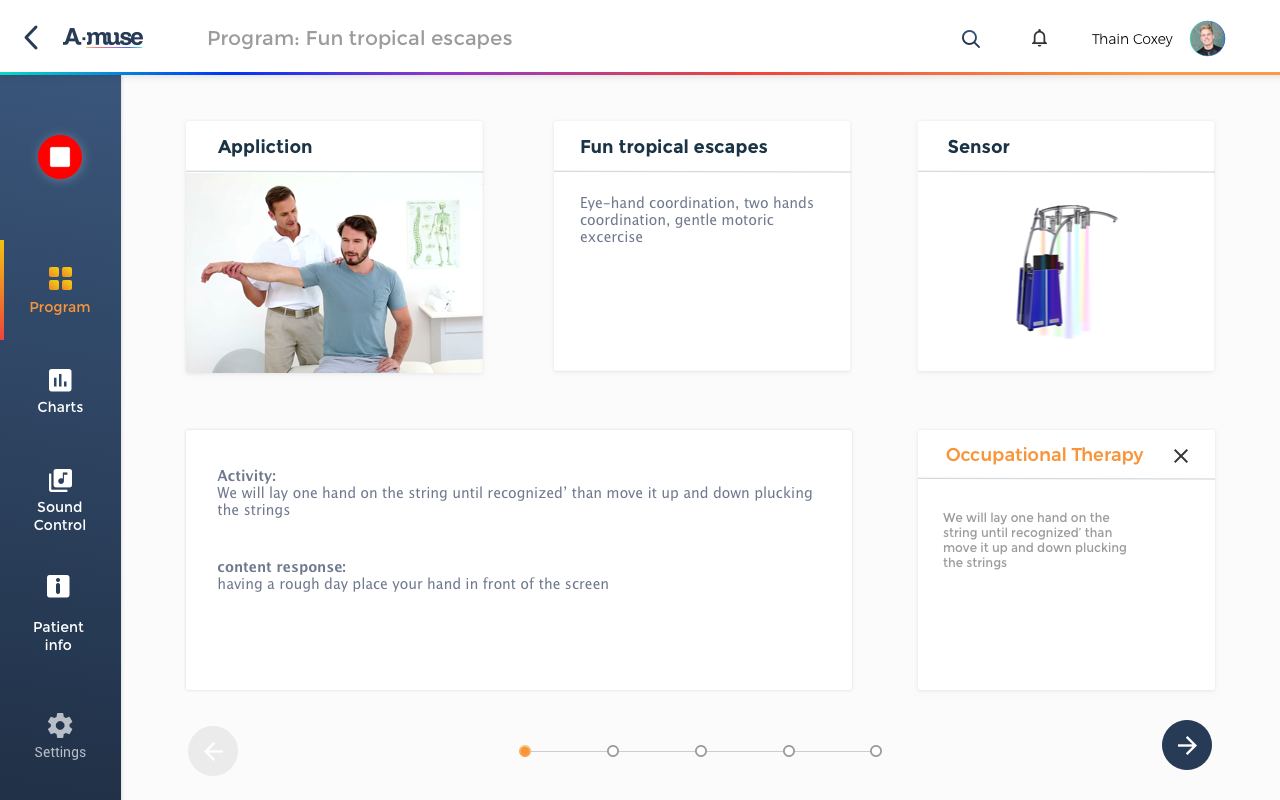 A·muse
Program: Fun tropical escapes
Thain Coxey
Program
Charts
Sound
Control
Patient
info
Settings
Appliction
Fun tropical escapes
Eye-hand coordination, two hands
coordination, gentle motoric
excercise
Sensor
Activity:
We will lay one hand on the string until recognized’ than move it up and down plucking
the strings
content response:
having a rough day place your hand in front of the screen
Occupational Therapy
We will lay one hand on the
string until recognized’ than
move it up and down plucking
the strings